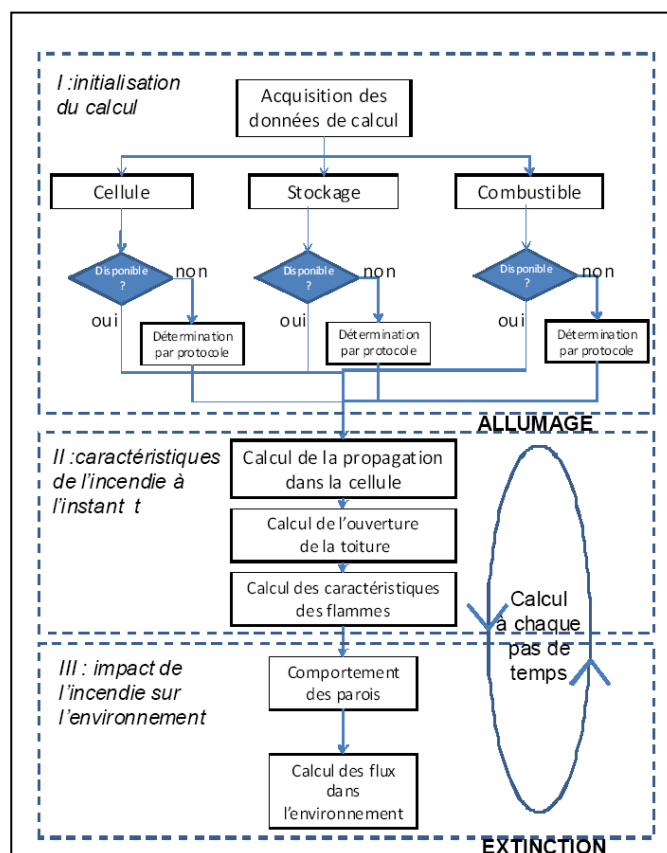 I :initialisation
du calcul
Acquisition des
données de calcul
Cellule
Stockage
Combustible
Disponible
?
non
oui
Disponible
?
non
oui
Disponible
?
non
oui
Détermination
par protocole
Détermination
par protocole
Détermination
par protocole
ALLUMAGE
II :caractéristiques
de l'incendie à
l'instant t
Calcul de la propagation
dans la cellule
Calcul de l'ouverture
de la toiture
Calcul des caractéristiques
des flammes
Calcul
à chaque
pas de
temps
III : impact de
l'incendie sur
l'environnement
Comportement
des parois
Calcul des flux
dans
l'environnement
EXTINCTION